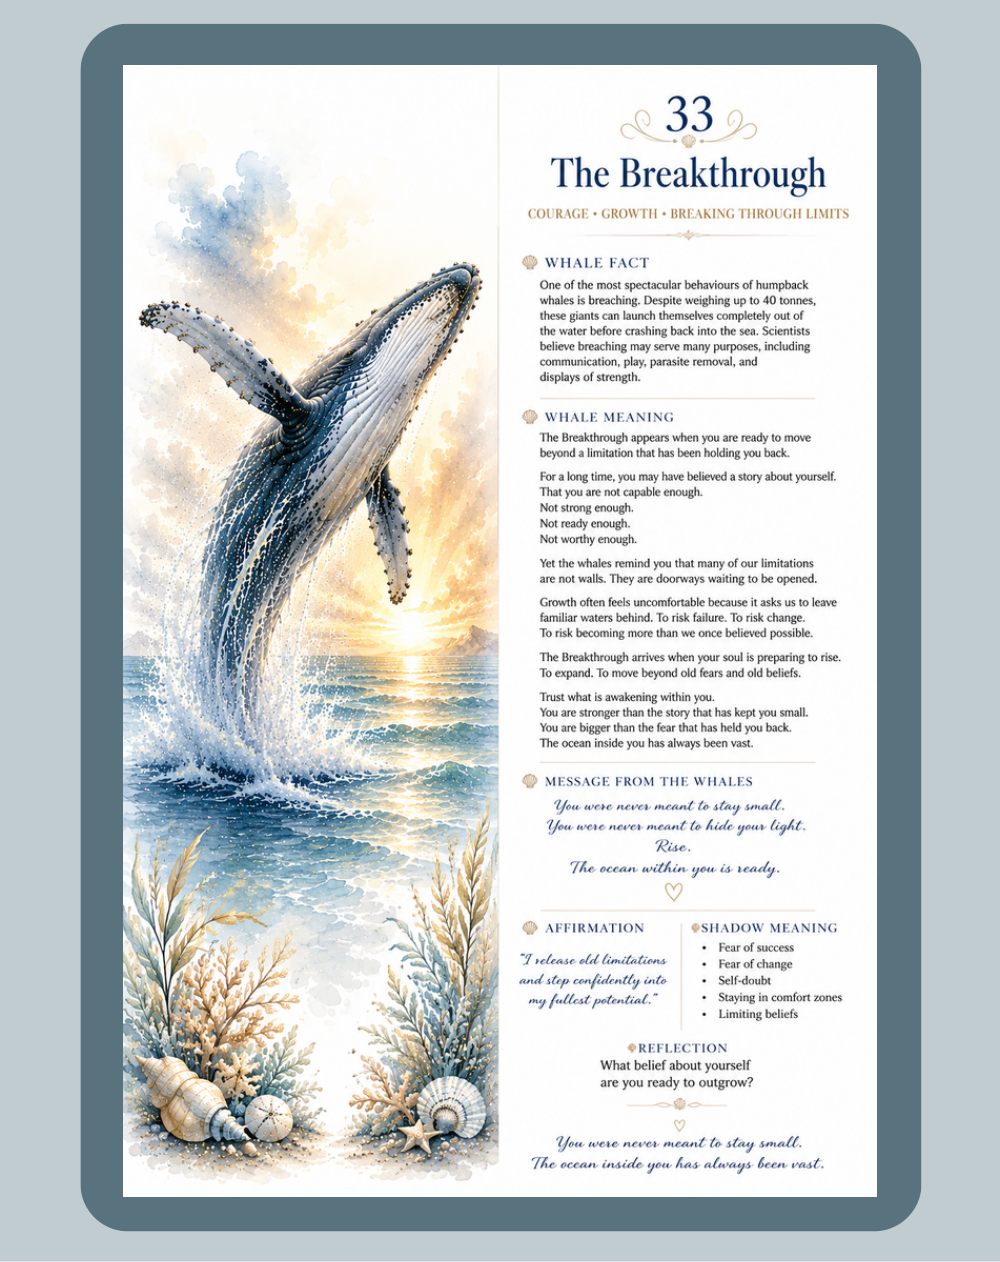 33
The Breakthrough
COURAGE • GROWTH • BREAKING THROUGH LIMITS
WHALE FACT
One of the most spectacular behaviours of humpback
whales is breaching. Despite weighing up to 40 tonnes,
these giants can launch themselves completely out of
the water before crashing back into the sea. Scientists
believe breaching may serve many purposes, including
communication, play, parasite removal, and
displays of strength.
WHALE MEANING
The Breakthrough appears when you are ready to move
beyond a limitation that has been holding you back.
For a long time, you may have believed a story about yourself.
That you are not capable enough.
Not strong enough.
Not ready enough.
Not worthy enough.
Yet the whales remind you that many of our limitations
are not walls. They are doorways waiting to be opened.
Growth often feels uncomfortable because it asks us to leave
familiar waters behind. To risk failure. To risk change.
To risk becoming more than we once believed possible.
The Breakthrough arrives when your soul is preparing to rise.
To expand. To move beyond old fears and old beliefs.
Trust what is awakening within you.
You are stronger than the story that has kept you small.
You are bigger than the fear that has held you back.
The ocean inside you has always been vast.
MESSAGE FROM THE WHALES
You were never meant to stay small.
You were never meant to hide your light.
Rise.
The ocean within you is ready.
AFFIRMATION
"I release old limitations
and step confidently into
my fullest potential."
SHADOW MEANING
• Fear of success
• Fear of change
• Self-doubt
• Staying in comfort zones
• Limiting beliefs
REFLECTION
What belief about yourself
are you ready to outgrow?
You were never meant to stay small.
The ocean inside you has always been vast.